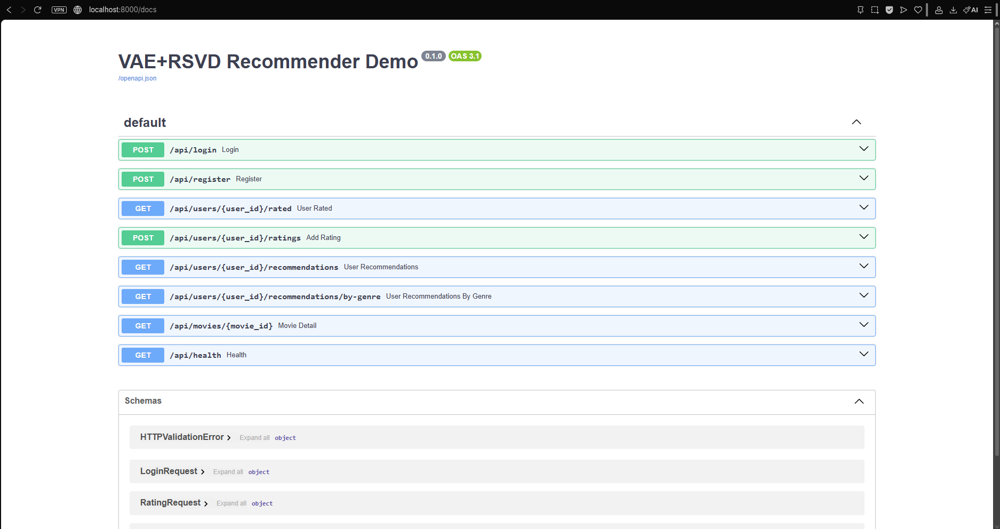 VPN localhost:8000/docs AI
VAE+RSVD Recommender Demo 0.1.0 OAS 3.1
/openapi.json
default
POST /api/login Login
POST /api/register Register
GET /api/users/{user_id}/rated User Rated
POST /api/users/{user_id}/ratings Add Rating
GET /api/users/{user_id}/recommendations User Recommendations
GET /api/users/{user_id}/recommendations/by-genre User Recommendations By Genre
GET /api/movies/{movie_id} Movie Detail
GET /api/health Health
Schemas
HTTPValidationError Expand all object
LoginRequest Expand all object
RatingRequest Expand all object